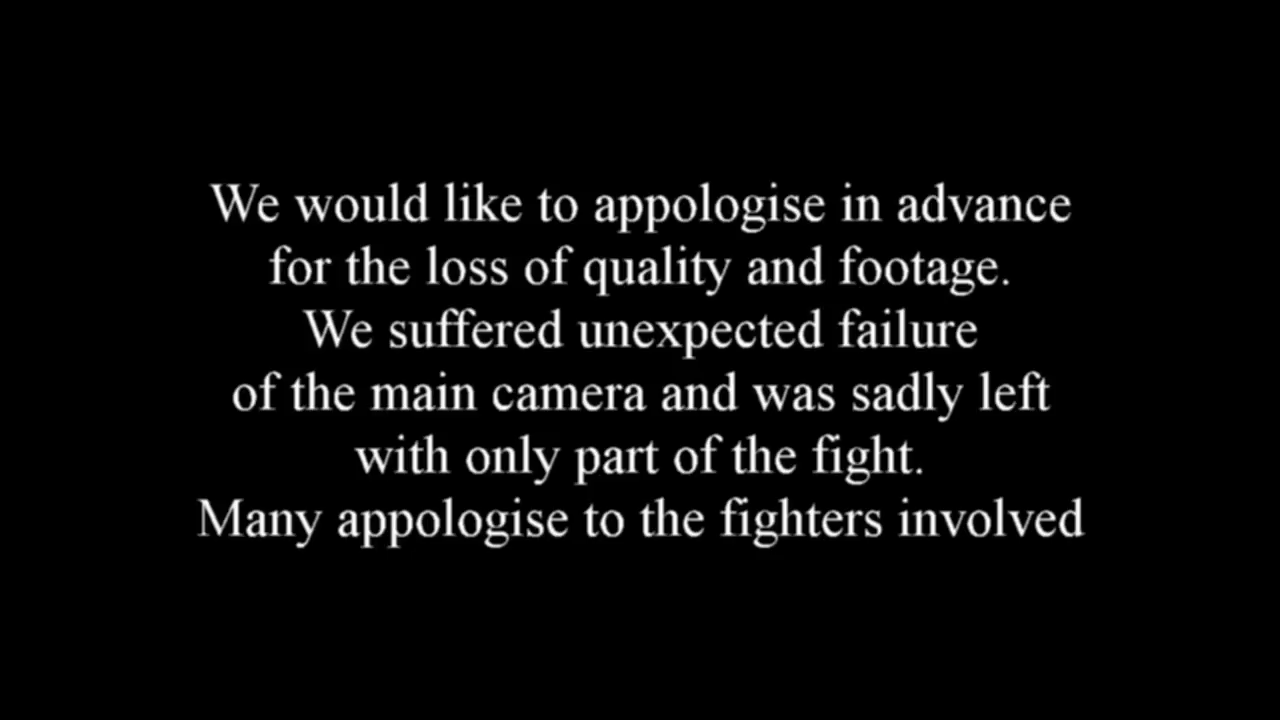 We would like to appologise in advance
for the loss of quality and footage.
We suffered unexpected failure
of the main camera and was sadly left
with only part of the fight.
Many appologise to the fighters involved